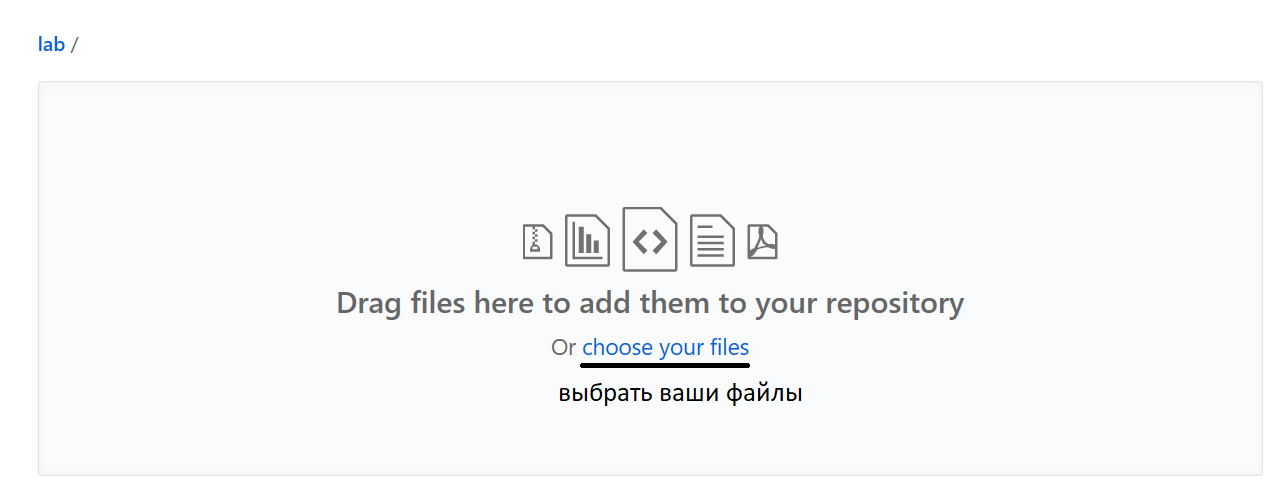 lab /
Drag files here to add them to your repository
Or choose your files
выбрать ваши файлы